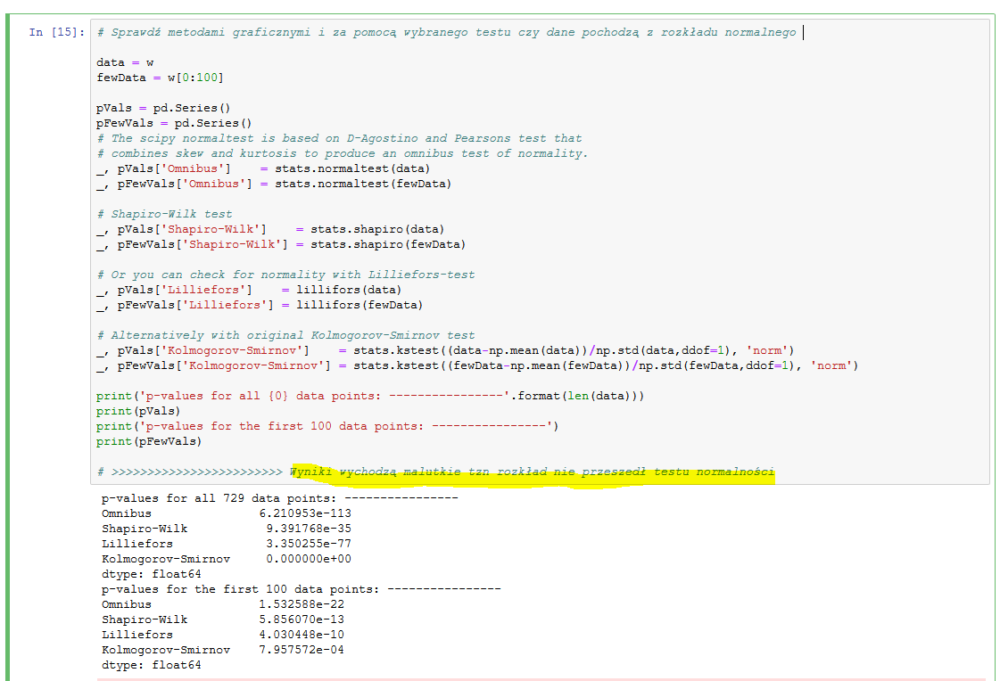 In [15]: # Sprawdź metodami graficznymi i za pomocą wybranego testu czy dane pochodzą z rozkładu normalnego
data = w
fewData = w[0:100]
pVals = pd.Series()
pFewVals = pd.Series()
# The scipy normaltest is based on D-Agostino and Pearsons test that
# combines skew and kurtosis to produce an omnibus test of normality.
_, pVals['Omnibus']    = stats.normaltest(data)
_, pFewVals['Omnibus'] = stats.normaltest(fewData)
# Shapiro-Wilk test
_, pVals['Shapiro-Wilk']    = stats.shapiro(data)
_, pFewVals['Shapiro-Wilk'] = stats.shapiro(fewData)
# Or you can check for normality with Lilliefors-test
_, pVals['Lilliefors']    = lillifors(data)
_, pFewVals['Lilliefors'] = lillifors(fewData)
# Alternatively with original Kolmogorov-Smirnov test
_, pVals['Kolmogorov-Smirnov']    = stats.kstest((data-np.mean(data))/np.std(data,ddof=1), 'norm')
_, pFewVals['Kolmogorov-Smirnov'] = stats.kstest((fewData-np.mean(fewData))/np.std(fewData,ddof=1), 'norm')
print('p-values for all {0} data points: ----------------'.format(len(data)))
print(pVals)
print('p-values for the first 100 data points: ----------------')
print(pFewVals)
# >>>>>>>>>>>>>>>>>>>>>>>> Wyniki wychodzą malutkie tzn rozkład nie przeszedł testu normalności
p-values for all 729 data points: ----------------
Omnibus               6.210953e-113
Shapiro-Wilk           9.391768e-35
Lilliefors             3.350255e-77
Kolmogorov-Smirnov     0.000000e+00
dtype: float64
p-values for the first 100 data points: ----------------
Omnibus               1.532588e-22
Shapiro-Wilk          5.856070e-13
Lilliefors            4.030448e-10
Kolmogorov-Smirnov    7.957572e-04
dtype: float64